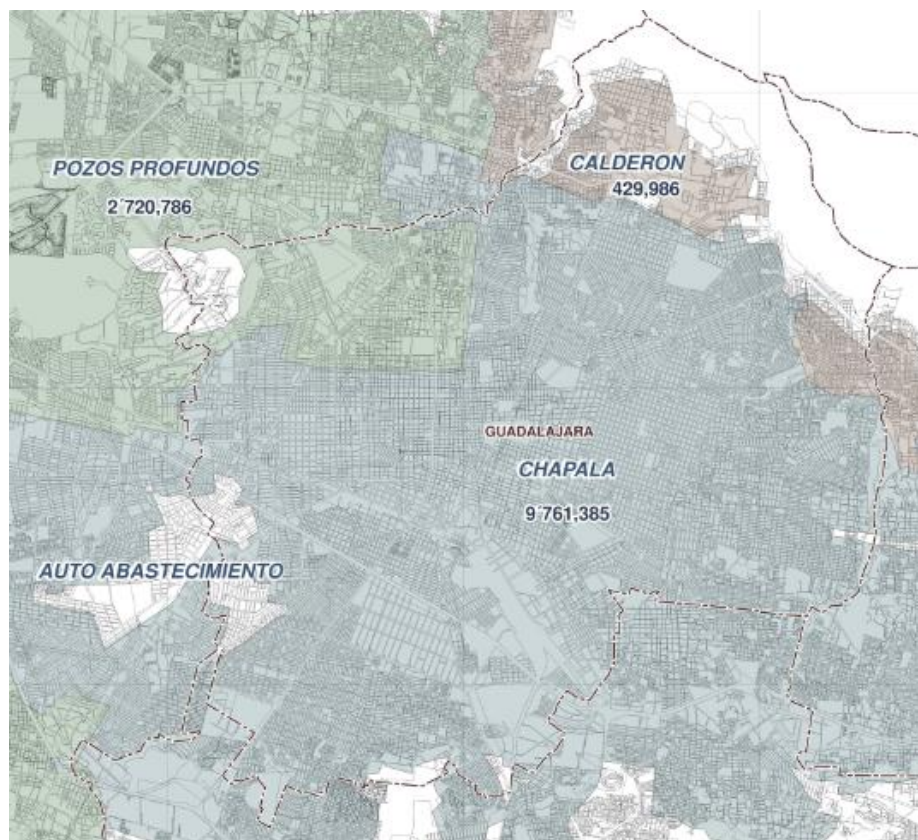 POZOS PROFUNDOS
2´720,786
CALDERON
429,986
GUADALAJARA
CHAPALA
9´761,385
AUTO ABASTECIMIENTO